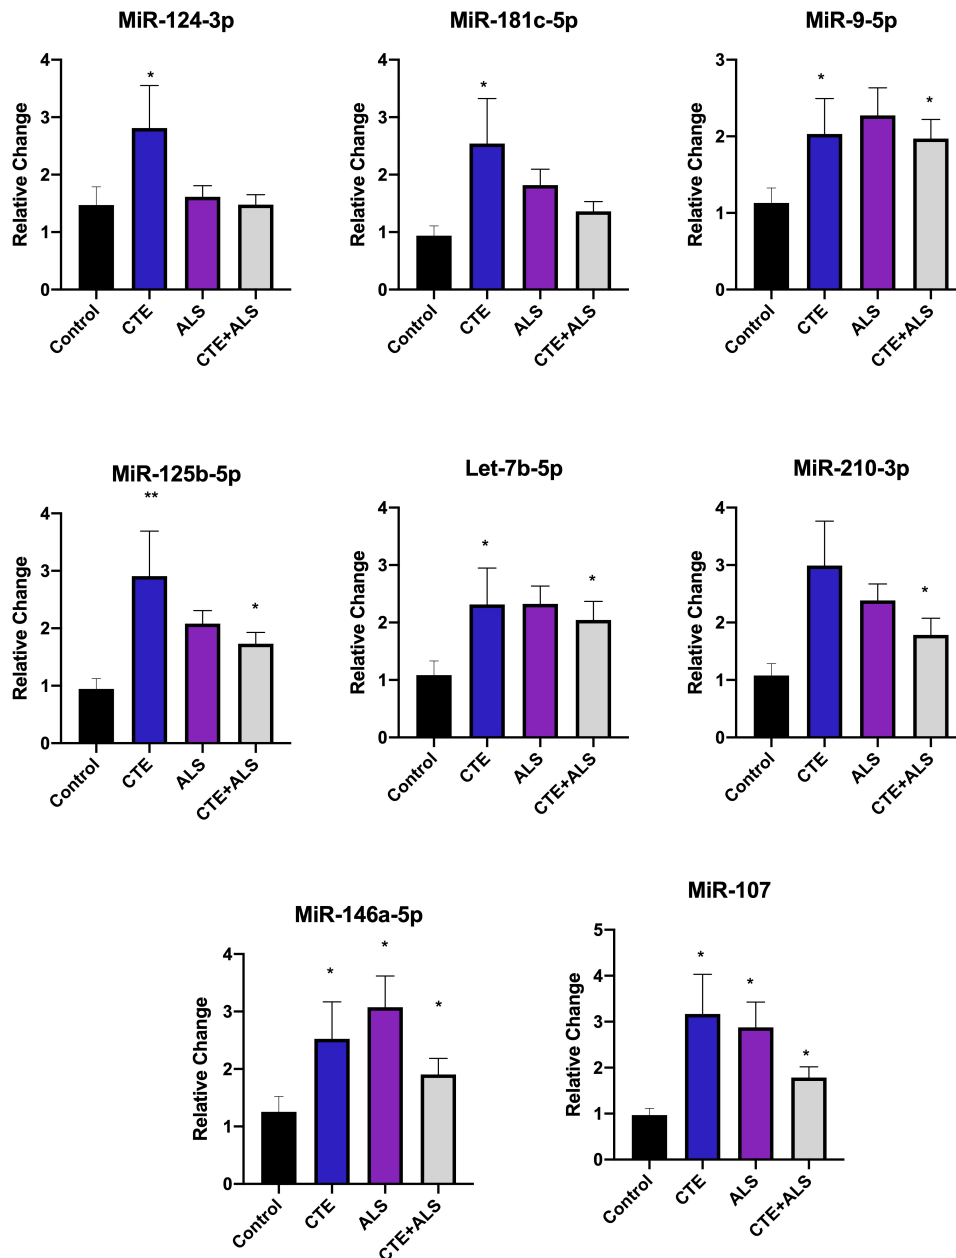 MiR-124-3p
Relative Change
4
3
2
1
0
*
Control
CTE
ALS
CTE+ALS
MiR-181c-5p
Relative Change
4
3
2
1
0
*
Control
CTE
ALS
CTE+ALS
MiR-9-5p
Relative Change
3
2
1
0
*
*
Control
CTE
ALS
CTE+ALS
MiR-125b-5p
Relative Change
4
3
2
1
0
**
*
Control
CTE
ALS
CTE+ALS
Let-7b-5p
Relative Change
4
3
2
1
0
*
*
Control
CTE
ALS
CTE+ALS
MiR-210-3p
Relative Change
4
3
2
1
0
*
Control
CTE
ALS
CTE+ALS
MiR-146a-5p
Relative Change
4
3
2
1
0
*
*
*
Control
CTE
ALS
CTE+ALS
MiR-107
Relative Change
5
4
3
2
1
0
*
*
*
Control
CTE
ALS
CTE+ALS